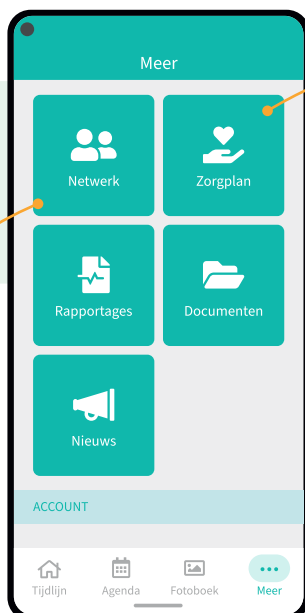 Meer
Netwerk
Zorgplan
Rapportages
Documenten
Nieuws
ACCOUNT
Tijdlijn
Agenda
Fotoboek
Meer